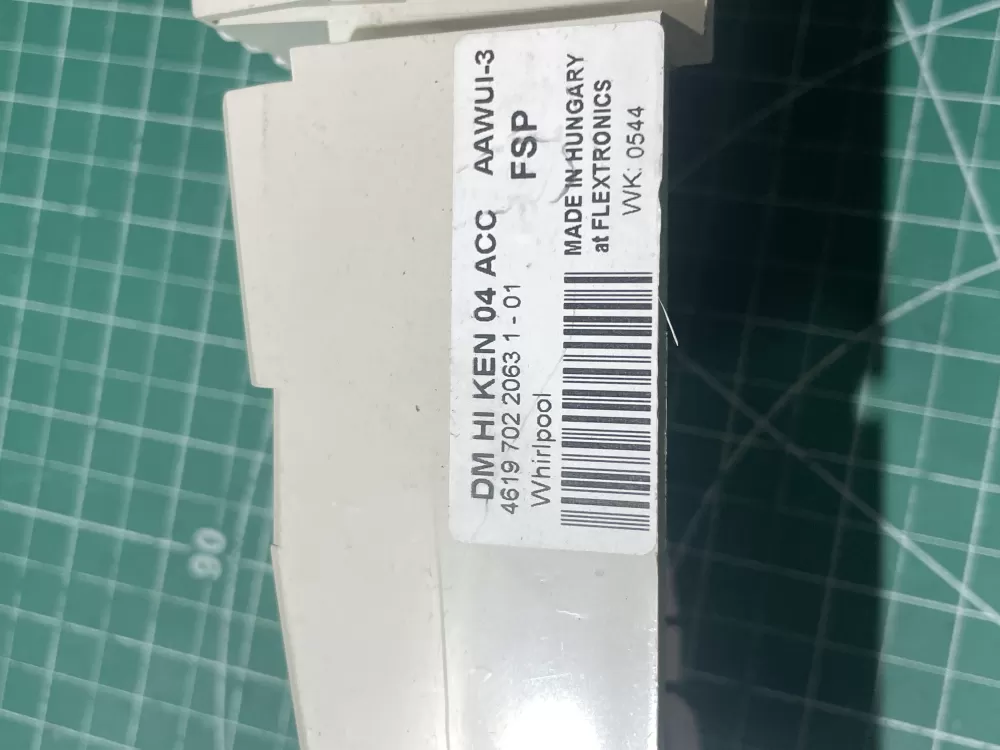 DM HI KEN 04 ACC AAWUI-3
4619 702 2063 1 - 01 FSP
Whirlpool
MADE IN HUNGARY
at FLEXTRONICS
WK: 0544
90